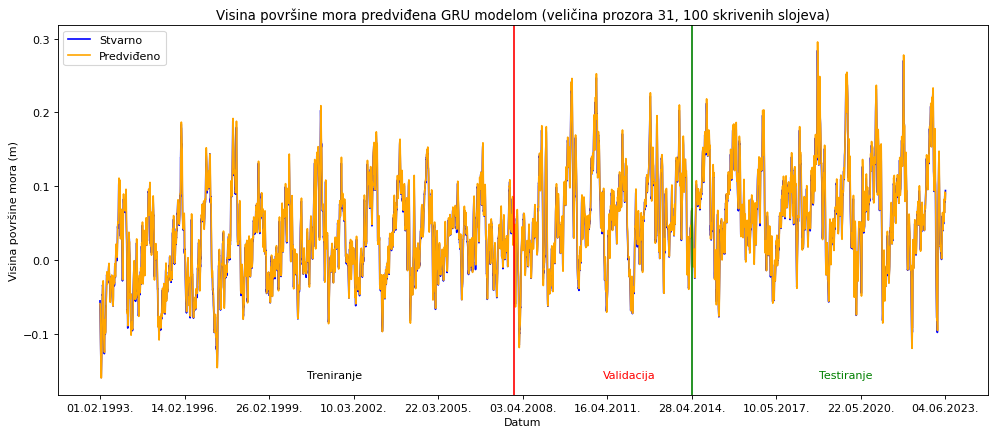 Visina površine mora predviđena GRU modelom (veličina prozora 31, 100 skrivenih slojeva)
Stvarno
Predviđeno
Visina površine mora (m)
0.3
0.2
0.1
0.0
−0.1
Treniranje
Validacija
Testiranje
01.02.1993.
14.02.1996.
26.02.1999.
10.03.2002.
22.03.2005.
03.04.2008.
16.04.2011.
28.04.2014.
10.05.2017.
22.05.2020.
04.06.2023.
Datum